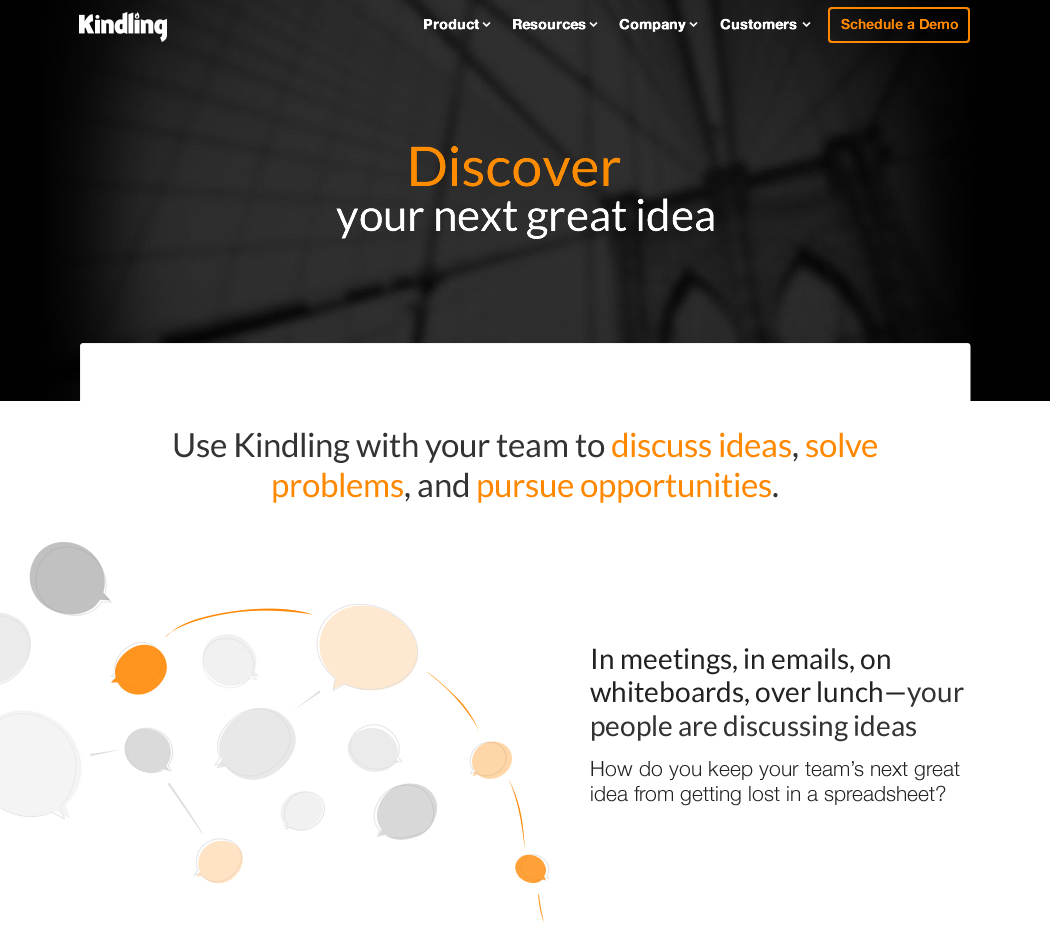 Kindling
Product
Resources
Company
Customers
Schedule a Demo
Discover
your next great idea
Use Kindling with your team to discuss ideas, solve
problems, and pursue opportunities.
In meetings, in emails, on
whiteboards, over lunch—your
people are discussing ideas
How do you keep your team’s next great
idea from getting lost in a spreadsheet?